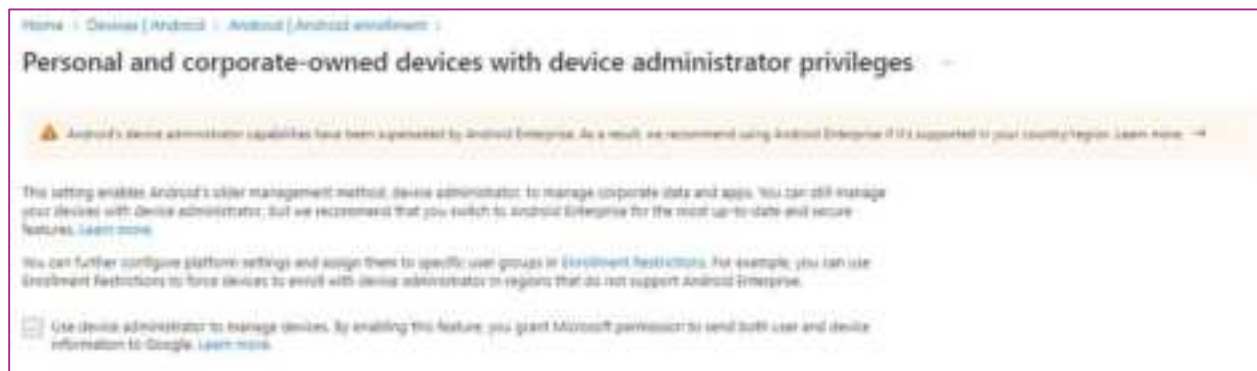 Home > Devices | Android > Android | Android enrollment >
Personal and corporate-owned devices with device administrator privileges ...
Android's device administrator capabilities have been superseded by Android Enterprise. As a result, we recommend using Android Enterprise if it's supported in your country/region. Learn more. →
This setting enables Android's older management method, device administrator, to manage corporate data and apps. You can still manage
your devices with device administrator, but we recommend that you switch to Android Enterprise for the most up-to-date and secure
features. Learn more.
You can further configure platform settings and assign them to specific user groups in Enrollment Restrictions. For example, you can use
Enrollment Restrictions to force devices to enroll with device administrator in regions that do not support Android Enterprise.
Use device administrator to manage devices. By enabling this feature, you grant Microsoft permission to send both user and device
information to Google. Learn more.